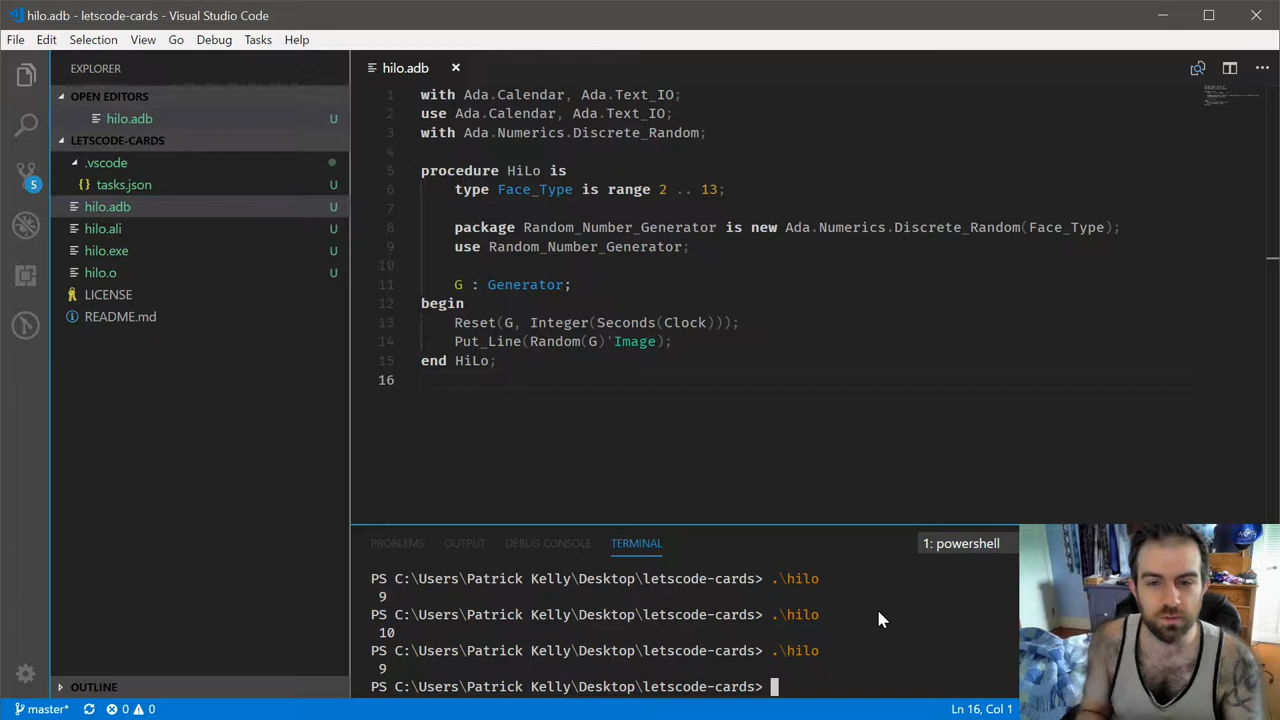 hilo.adb - letscode-cards - Visual Studio Code
File Edit Selection View Go Debug Tasks Help
EXPLORER
OPEN EDITORS
hilo.adb U
LETSCODE-CARDS
.vscode
tasks.json U
hilo.adb U
hilo.ali U
hilo.exe U
hilo.o U
LICENSE
README.md
OUTLINE
5
hilo.adb
1 with Ada.Calendar, Ada.Text_IO;
2 use Ada.Calendar, Ada.Text_IO;
3 with Ada.Numerics.Discrete_Random;
4
5 procedure HiLo is
6 type Face_Type is range 2 .. 13;
7
8 package Random_Number_Generator is new Ada.Numerics.Discrete_Random(Face_Type);
9 use Random_Number_Generator;
10
11 G : Generator;
12 begin
13 Reset(G, Integer(Seconds(Clock)));
14 Put_Line(Random(G)'Image);
15 end HiLo;
16
PROBLEMS OUTPUT DEBUG CONSOLE TERMINAL 1: powershell
PS C:\Users\Patrick Kelly\Desktop\letscode-cards> .\hilo
9
PS C:\Users\Patrick Kelly\Desktop\letscode-cards> .\hilo
10
PS C:\Users\Patrick Kelly\Desktop\letscode-cards> .\hilo
9
PS C:\Users\Patrick Kelly\Desktop\letscode-cards>
master* 0 0 Ln 16, Col 1